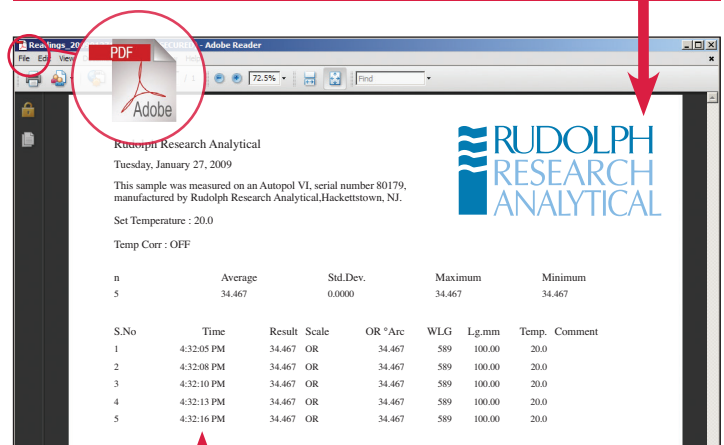 Readings_20 CURED) - Adobe Reader
File Edit View He
PDF
Adobe
/ 1
72.5%
Find
RUDOLPH
RESEARCH
ANALYTICAL
Rudolph Research Analytical
Tuesday, January 27, 2009
This sample was measured on an Autopol VI, serial number 80179,
manufactured by Rudolph Research Analytical,Hackettstown, NJ.
Set Temperature : 20.0
Temp Corr : OFF
n Average Std.Dev. Maximum Minimum
5 34.467 0.0000 34.467 34.467
S.No Time Result Scale OR °Arc WLG Lg.mm Temp. Comment
1 4:32:05 PM 34.467 OR 34.467 589 100.00 20.0
2 4:32:08 PM 34.467 OR 34.467 589 100.00 20.0
3 4:32:10 PM 34.467 OR 34.467 589 100.00 20.0
4 4:32:13 PM 34.467 OR 34.467 589 100.00 20.0
5 4:32:16 PM 34.467 OR 34.467 589 100.00 20.0